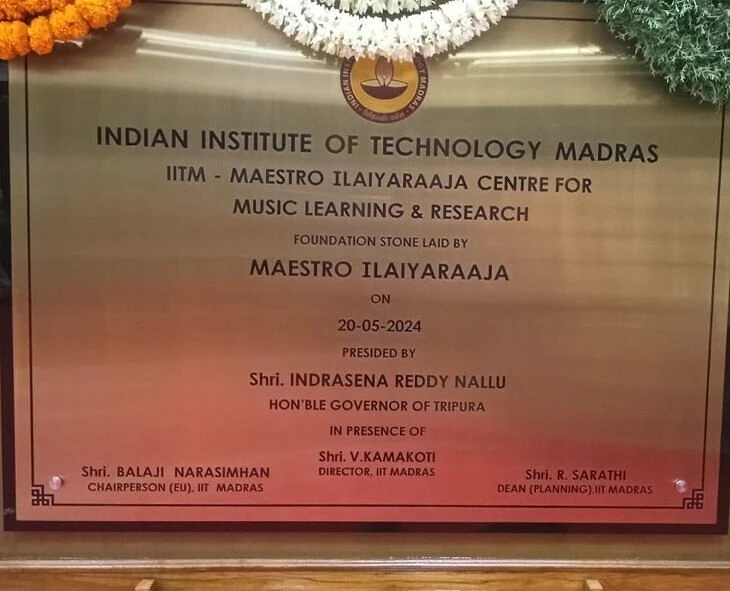 INDIAN INSTITUTE OF TECHNOLOGY MADRAS
IITM - MAESTRO ILAIYARAAJA CENTRE FOR
MUSIC LEARNING & RESEARCH
FOUNDATION STONE LAID BY
MAESTRO ILAIYARAAJA
ON
20-05-2024
PRESIDED BY
Shri. INDRASENA REDDY NALLU
HON'BLE GOVERNOR OF TRIPURA
IN PRESENCE OF
Shri. V.KAMAKOTI
DIRECTOR, IIT MADRAS
Shri. BALAJI NARASIMHAN
CHAIRPERSON (EU), IIT MADRAS
Shri. R. SARATHI
DEAN (PLANNING),IIT MADRAS